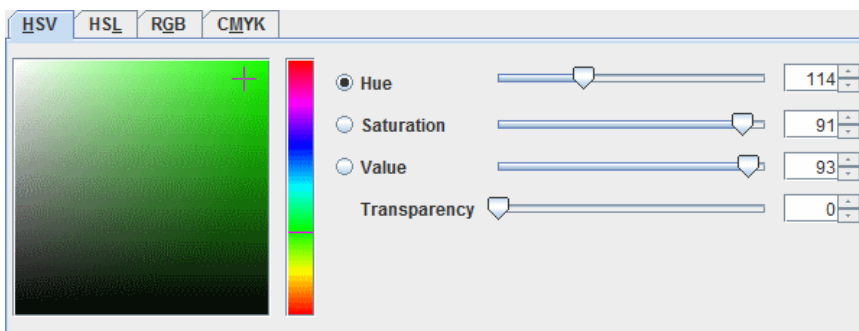 HSV HSL RGB CMYK
Hue 114
Saturation 91
Value 93
Transparency 0